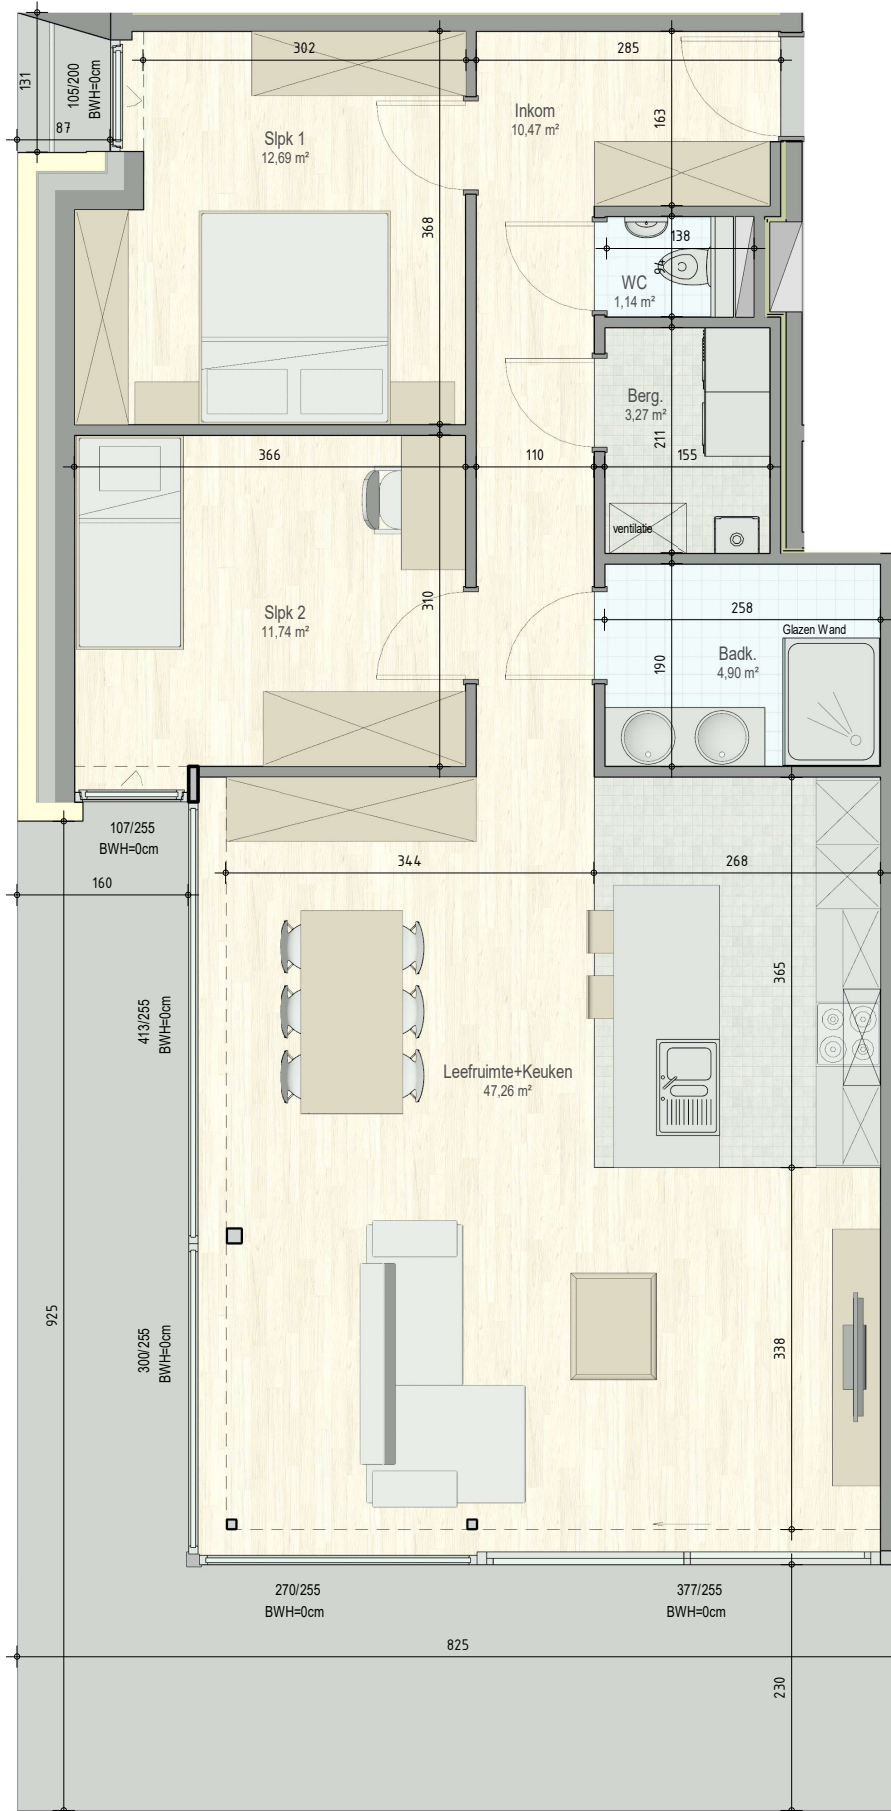 302
285
131
105/200
BWH=0cm
87
Inkom
10,47 m²
163
Slpk 1
12,69 m²
368
138
94
WC
1,14 m²
Berg.
3,27 m²
211
366
110
155
ventilatie
310
Slpk 2
11,74 m²
258
Glazen Wand
190
Badk.
4,90 m²
107/255
BWH=0cm
160
344
268
365
413/255
BWH=0cm
Leefruimte+Keuken
47,26 m²
925
300/255
BWH=0cm
338
270/255
BWH=0cm
377/255
BWH=0cm
825
230